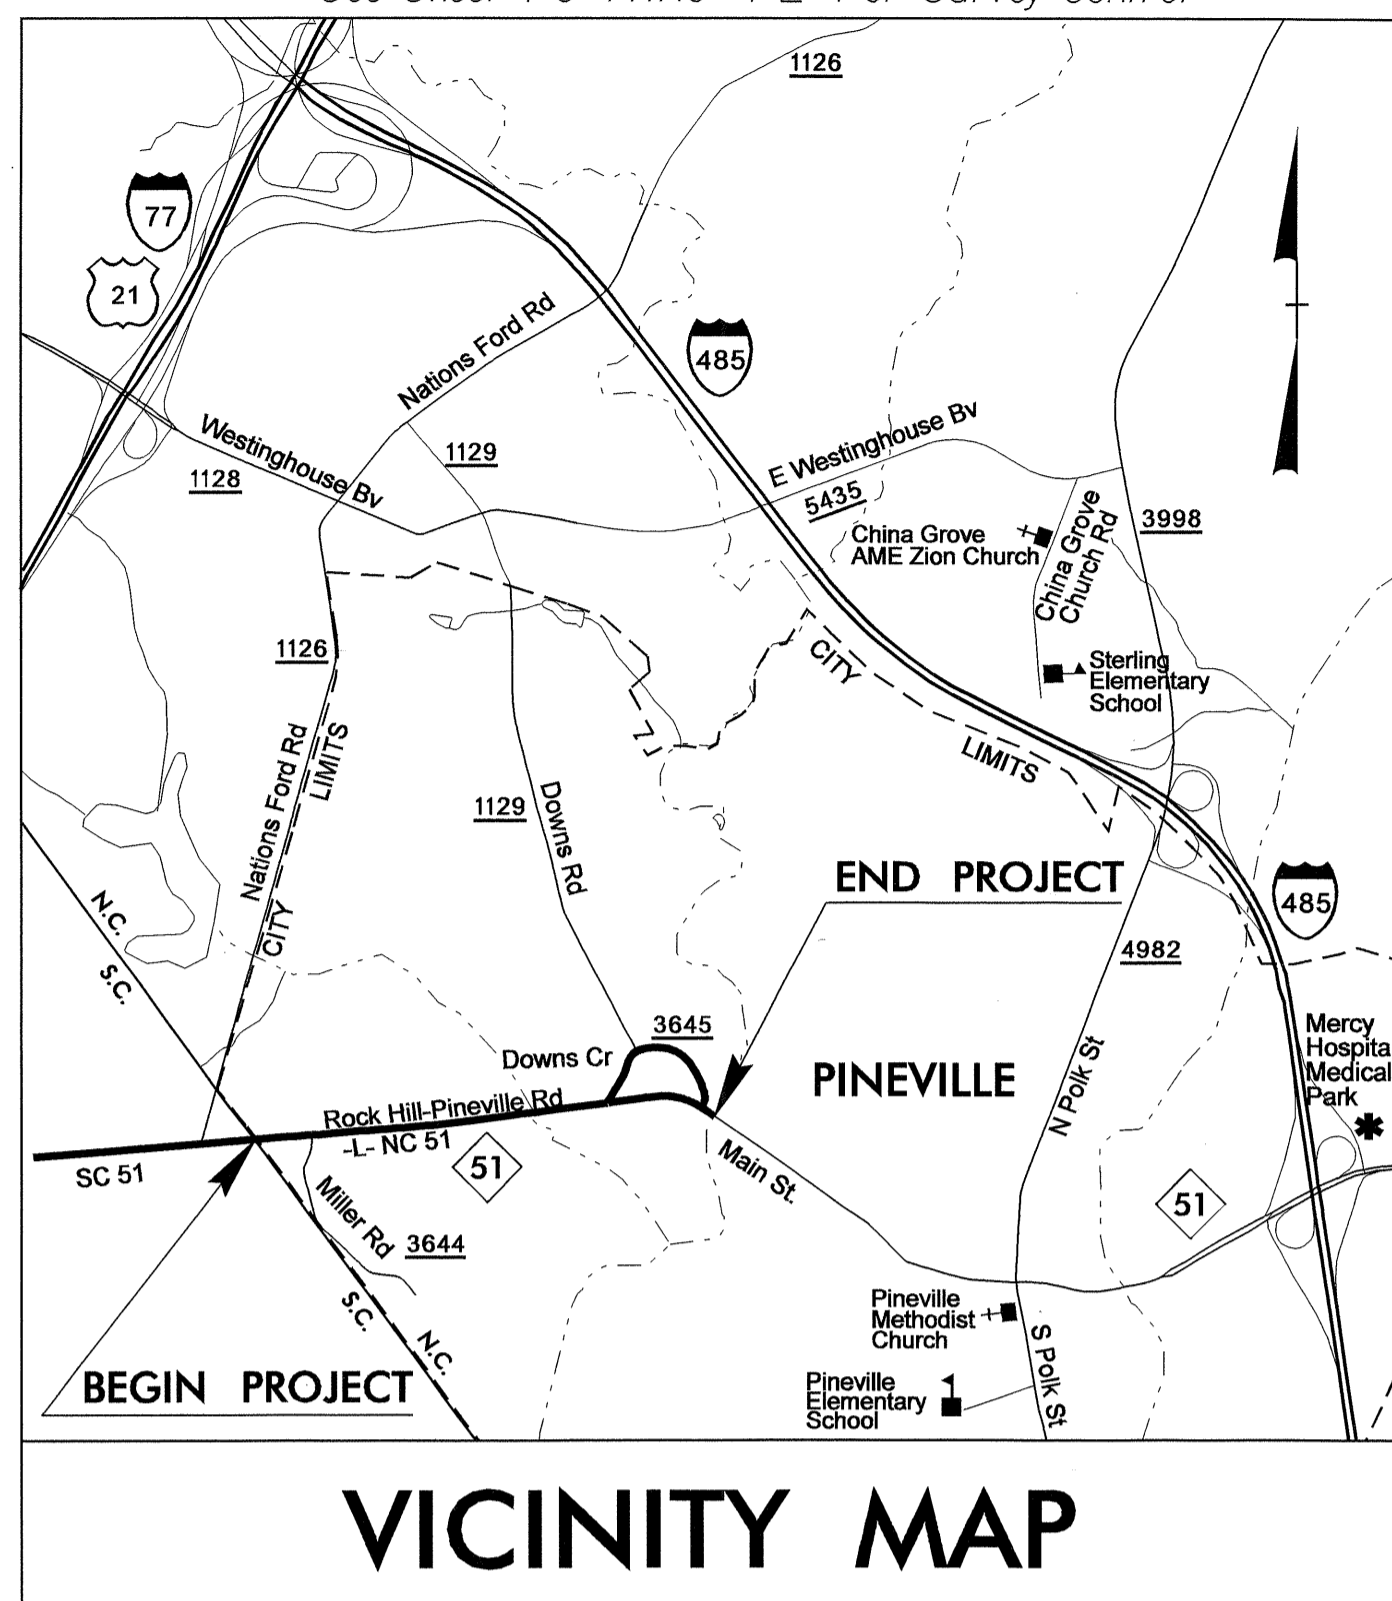 1126
77
21
Nations Ford Rd
485
Westinghouse Bv
1128
1129
E Westinghouse Bv
5435
China Grove
AME Zion Church
China Grove
Church Rd
3998
1126
CITY
Sterling
Elementary
School
LIMITS
Nations Ford Rd
LIMITS
CITY
1129
Downs Rd
END PROJECT
485
N.C.
S.C.
4982
3645
Downs Cr
PINEVILLE
N Polk St
Mercy
Hospita
Medical
Park
Rock Hill-Pineville Rd
-L- NC 51
SC 51
51
Main St.
51
Miller Rd
3644
S.C.
N.C.
Pineville
Methodist
Church
S Polk St
BEGIN PROJECT
Pineville
Elementary
School
VICINITY MAP